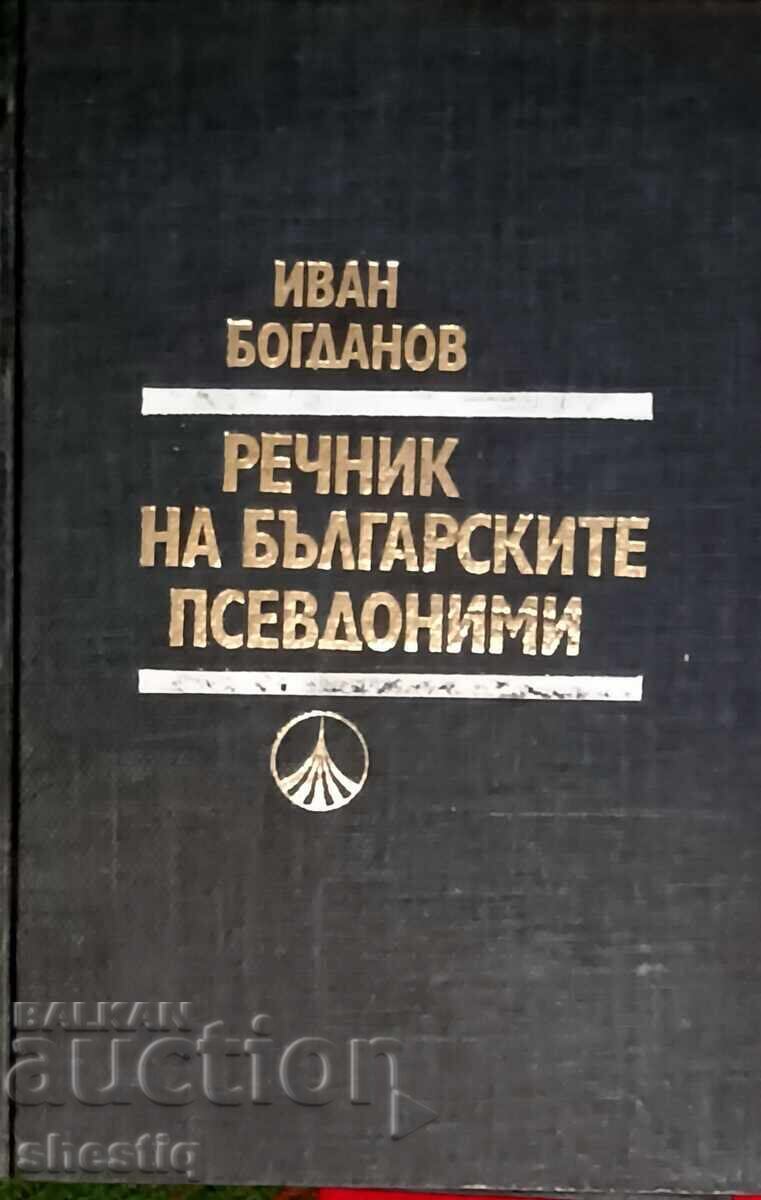 ИВАН
БОГДАНОВ
РЕЧНИК
НА БЪЛГАРСКИТЕ
ПСЕВДОНИМИ
BALKAN
auction
shestiq